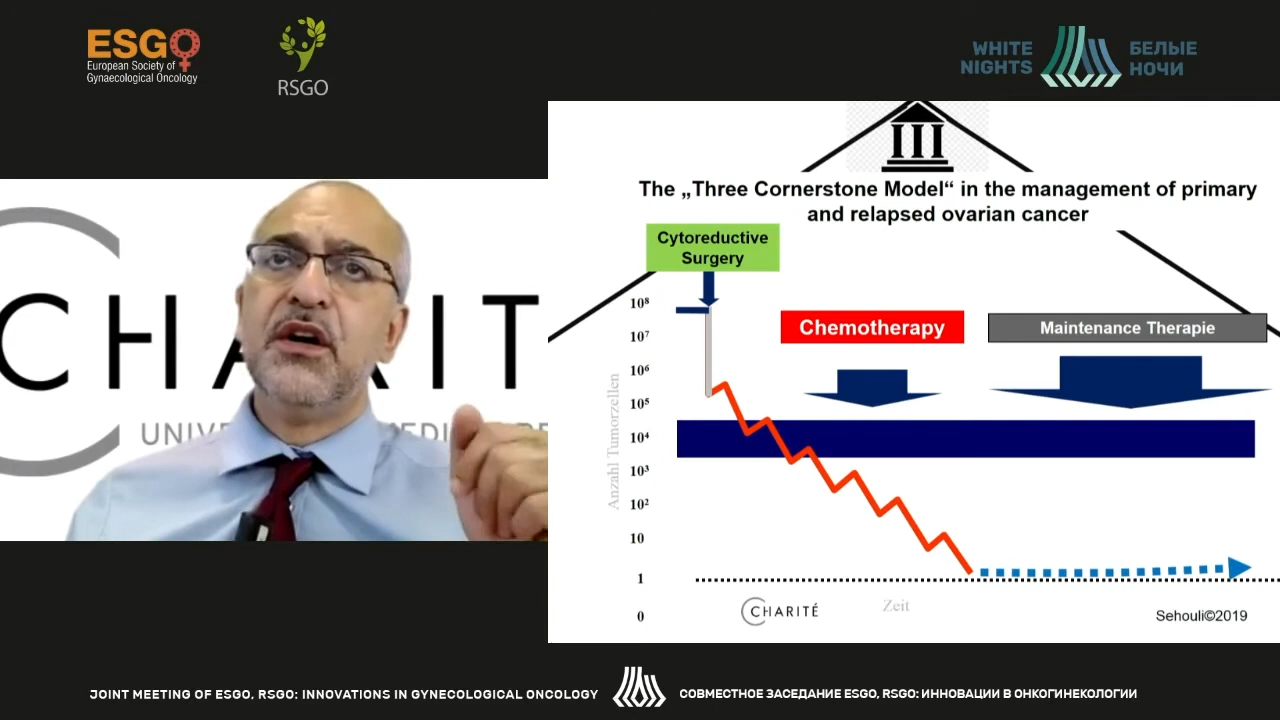 ESGO
European Society of
Gynaecological Oncology
RSGO
WHITE
NIGHTS
БЕЛЫЕ
НОЧИ
CHARIT
The „Three Cornerstone Model“ in the management of primary
and relapsed ovarian cancer
Cytoreductive
Surgery
Chemotherapy
Maintenance Therapie
Anzahl Tumorzellen
10⁸
10⁷
10⁶
10⁵
10⁴
10³
10²
10
1
0
Zeit
CHARITÉ
Sehouli©2019
JOINT MEETING OF ESGO, RSGO: INNOVATIONS IN GYNECOLOGICAL ONCOLOGY
СОВМЕСТНОЕ ЗАСЕДАНИЕ ESGO, RSGO: ИННОВАЦИИ В ОНКОГИНЕКОЛОГИИ